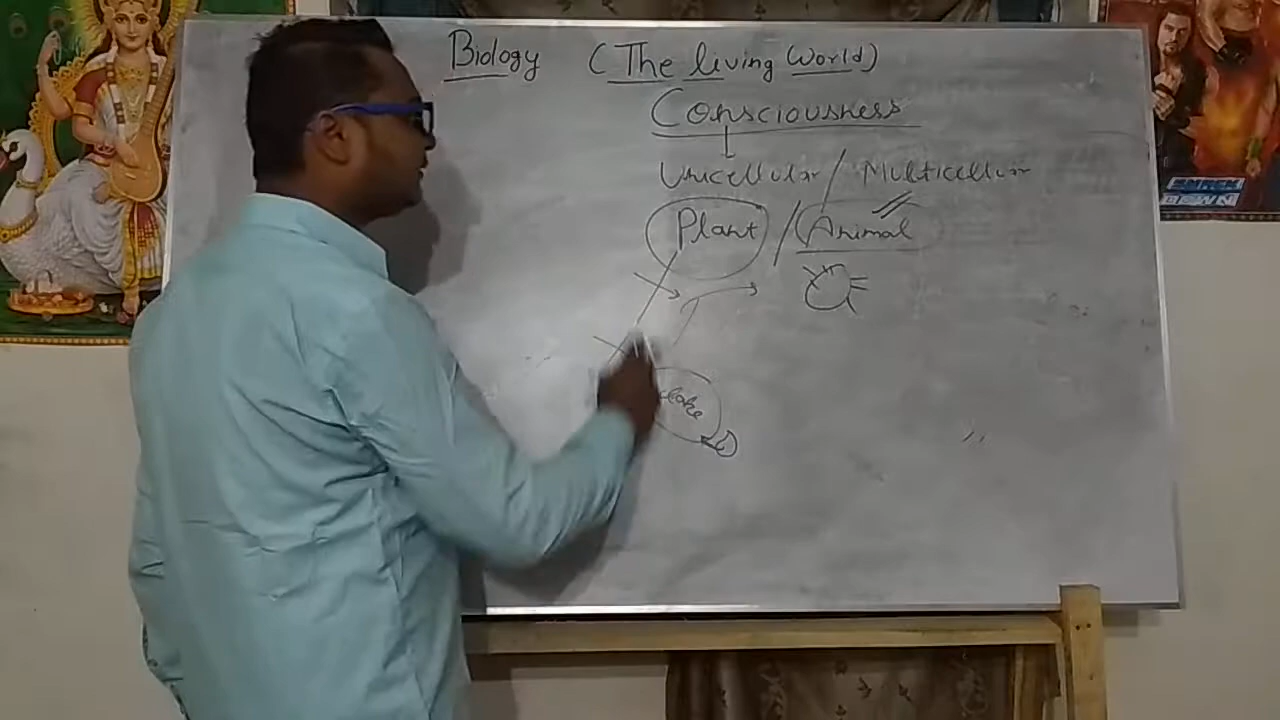 Biology (The living World)
Consciousness
Unicellular / Multicellular
Plant / Animal